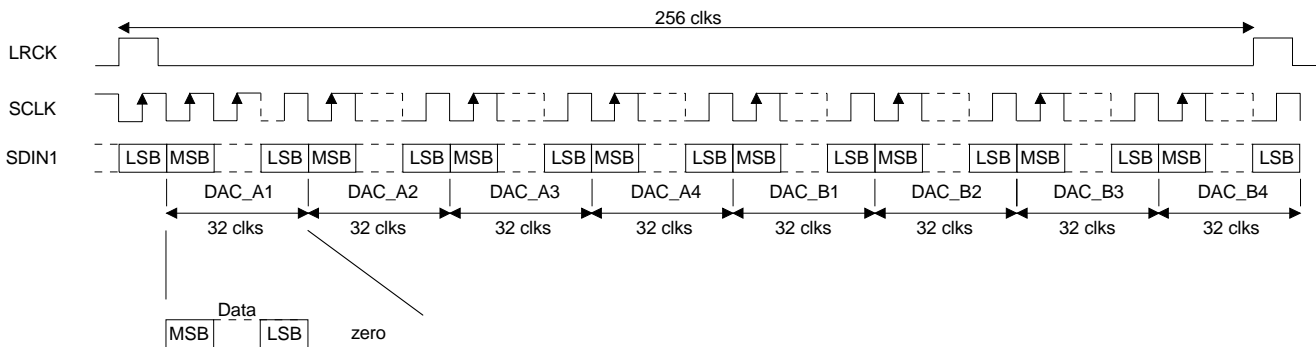 256 clks
LRCK
SCLK
SDIN1
LSB MSB LSB MSB LSB MSB LSB MSB LSB MSB LSB MSB LSB MSB LSB MSB LSB
DAC_A1 DAC_A2 DAC_A3 DAC_A4 DAC_B1 DAC_B2 DAC_B3 DAC_B4
32 clks 32 clks 32 clks 32 clks 32 clks 32 clks 32 clks 32 clks
Data
MSB LSB zero